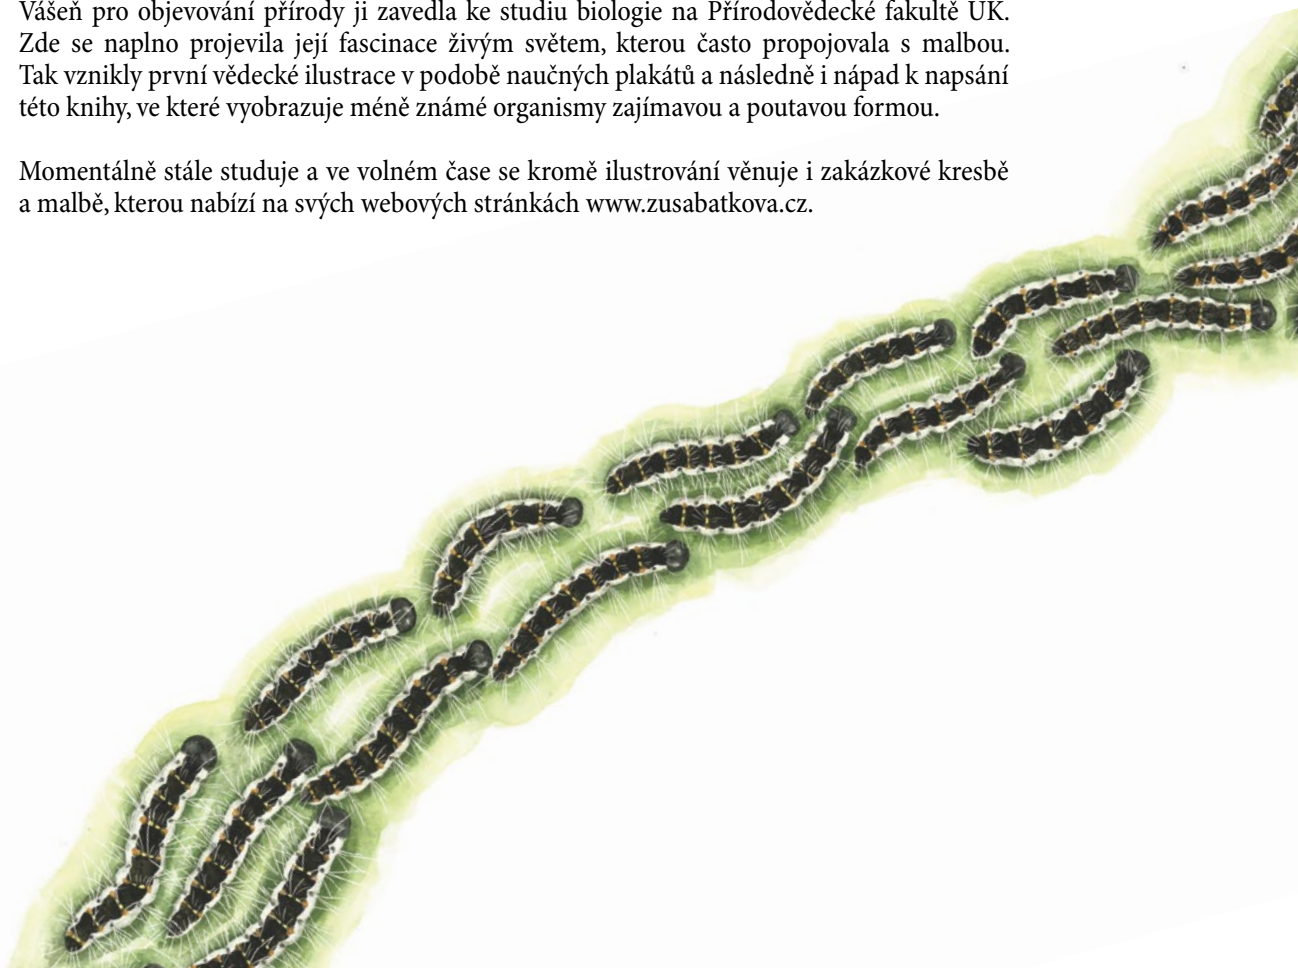 Vášeň pro objevování přírody ji zavedla ke studiu biologie na Přírodovědecké fakultě UK.
Zde se naplno projevila její fascinace živým světem, kterou často propojovala s malbou.
Tak vznikly první vědecké ilustrace v podobě naučných plakátů a následně i nápad k napsání
této knihy, ve které vyobrazuje méně známé organismy zajímavou a poutavou formou.
Momentálně stále studuje a ve volném čase se kromě ilustrování věnuje i zakázkové kresbě
a malbě, kterou nabízí na svých webových stránkách www.zusabatkova.cz.